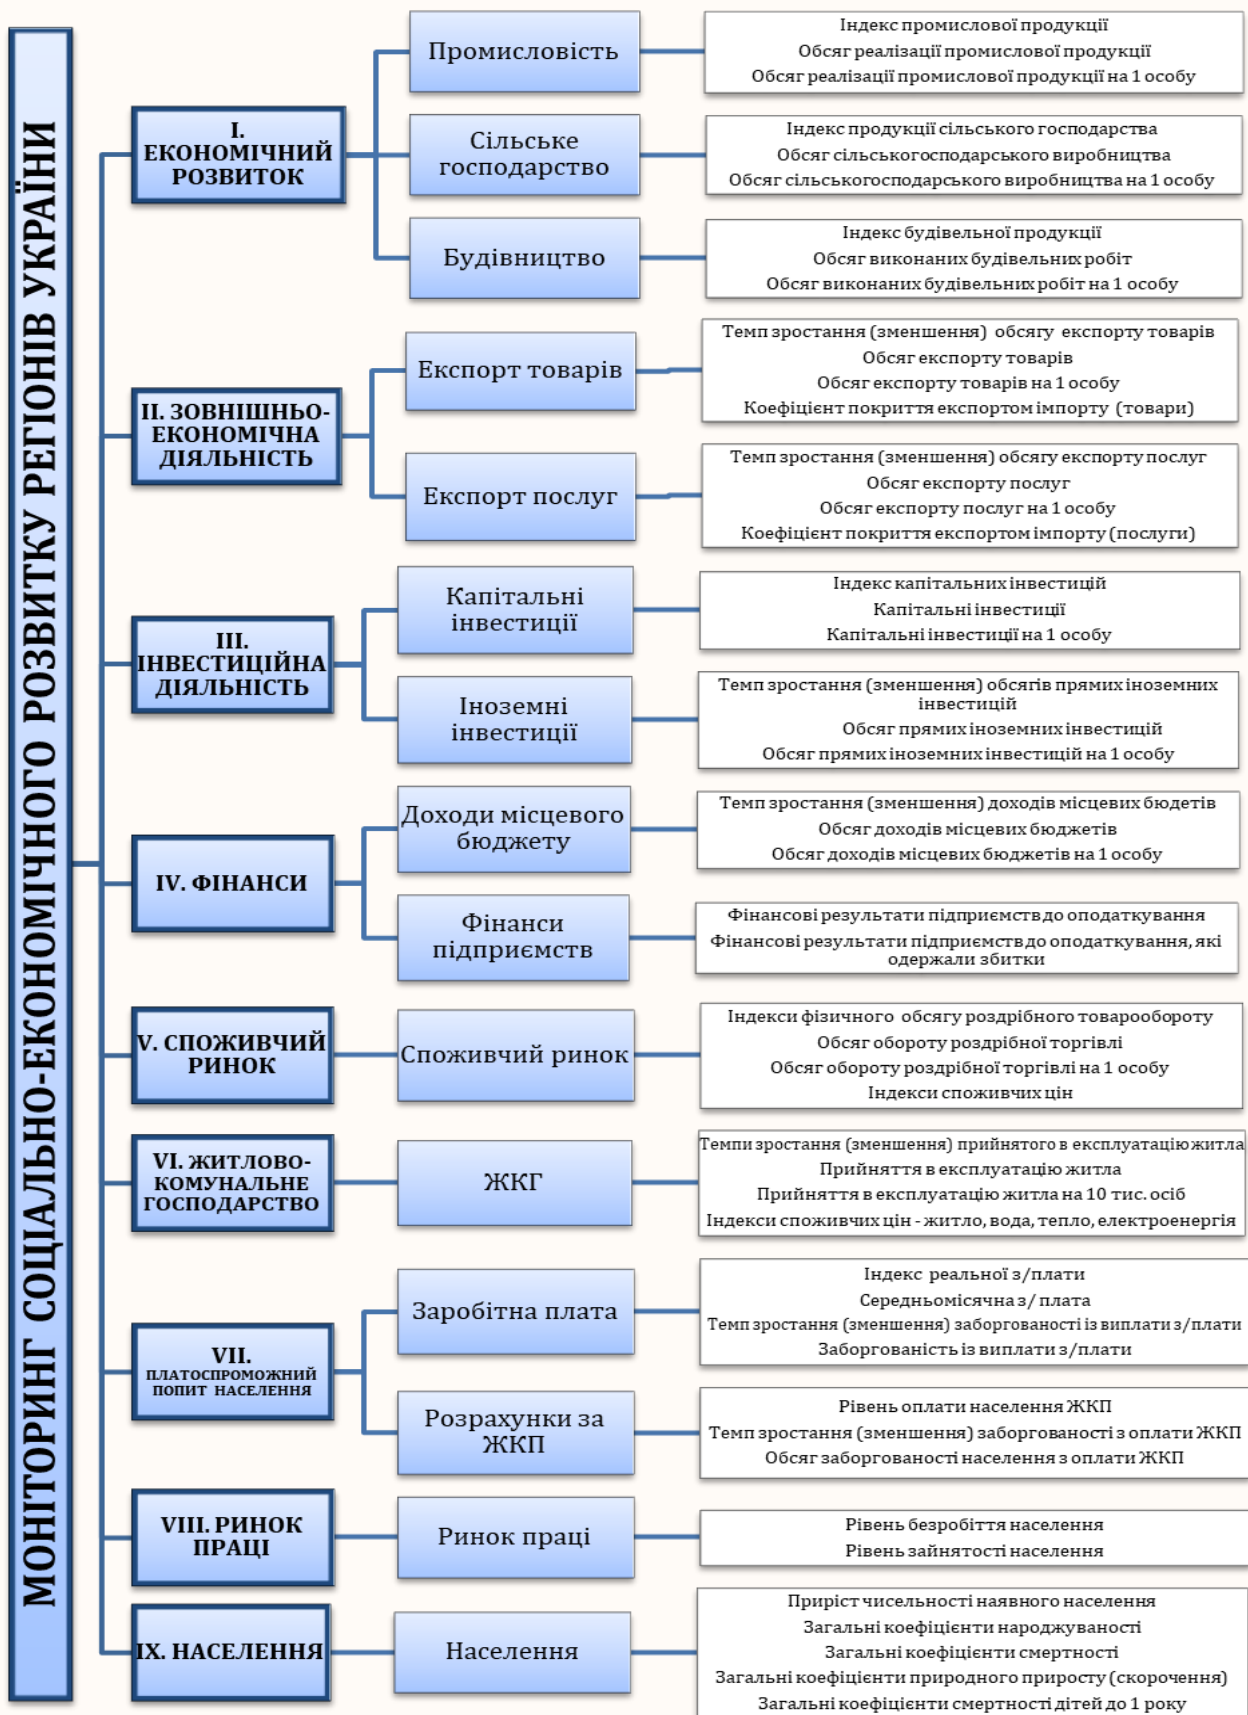 МОНІТОРИНГ СОЦІАЛЬНО-ЕКОНОМІЧНОГО РОЗВИТКУ РЕГІОНІВ УКРАЇНИ
I.
ЕКОНОМІЧНИЙ
РОЗВИТОК
Промисловість
Індекс промислової продукції
Обсяг реалізації промислової продукції
Обсяг реалізації промислової продукції на 1 особу
Сільське
господарство
Індекс продукції сільського господарства
Обсяг сільськогосподарського виробництва
Обсяг сільськогосподарського виробництва на 1 особу
Будівництво
Індекс будівельної продукції
Обсяг виконаних будівельних робіт
Обсяг виконаних будівельних робіт на 1 особу
II. ЗОВНІШНЬО-
ЕКОНОМІЧНА
ДІЯЛЬНІСТЬ
Експорт товарів
Темп зростання (зменшення) обсягу експорту товарів
Обсяг експорту товарів
Обсяг експорту товарів на 1 особу
Коефіцієнт покриття експортом імпорту (товари)
Експорт послуг
Темп зростання (зменшення) обсягу експорту послуг
Обсяг експорту послуг
Обсяг експорту послуг на 1 особу
Коефіцієнт покриття експортом імпорту (послуги)
III.
ІНВЕСТИЦІЙНА
ДІЯЛЬНІСТЬ
Капітальні
інвестиції
Індекс капітальних інвестицій
Капітальні інвестиції
Капітальні інвестиції на 1 особу
Іноземні
інвестиції
Темп зростання (зменшення) обсягів прямих іноземних
інвестицій
Обсяг прямих іноземних інвестицій
Обсяг прямих іноземних інвестицій на 1 особу
IV. ФІНАНСИ
Доходи місцевого
бюджету
Темп зростання (зменшення) доходів місцевих бюдетів
Обсяг доходів місцевих бюджетів
Обсяг доходів місцевих бюджетів на 1 особу
Фінанси
підприємств
Фінансові результати підприємств до оподаткування
Фінансові результати підприємств до оподаткування, які
одержали збитки
V. СПОЖИВЧИЙ
РИНОК
Споживчий ринок
Індекси фізичного обсягу роздрібного товарообороту
Обсяг обороту роздрібної торгівлі
Обсяг обороту роздрібної торгівлі на 1 особу
Індекси споживчих цін
VI. ЖИТЛОВО-
КОМУНАЛЬНЕ
ГОСПОДАРСТВО
ЖКГ
Темпи зростання (зменшення) прийнятого в експлуатацію житла
Прийняття в експлуатацію житла
Прийняття в експлуатацію житла на 10 тис. осіб
Індекси споживчих цін - житло, вода, тепло, електроенергія
VII.
ПЛАТОСПРОМОЖНИЙ
ПОПИТ НАСЕЛЕННЯ
Заробітна плата
Індекс реальної з/плати
Середньомісячна з/ плата
Темп зростання (зменшення) заборгованості із виплати з/плати
Заборгованість із виплати з/плати
Розрахунки за
ЖКП
Рівень оплати населення ЖКП
Темп зростання (зменшення) заборгованості з оплати ЖКП
Обсяг заборгованості населення з оплати ЖКП
VIII. РИНОК
ПРАЦІ
Ринок праці
Рівень безробіття населення
Рівень зайнятості населення
IX. НАСЕЛЕННЯ
Населення
Приріст чисельності наявного населення
Загальні коефіцієнти народжуваності
Загальні коефіцієнти смертності
Загальні коефіцієнти природного приросту (скорочення)
Загальні коефіцієнти смертності дітей до 1 року